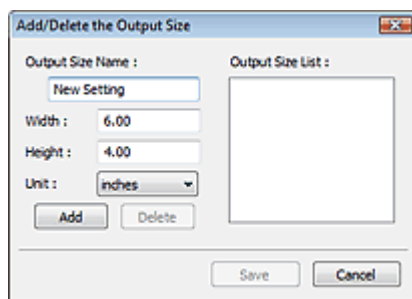 Add/Delete the Output Size
Output Size Name :
New Setting
Width :
6.00
Height :
4.00
Unit :
inches
Add
Delete
Output Size List :
Save
Cancel